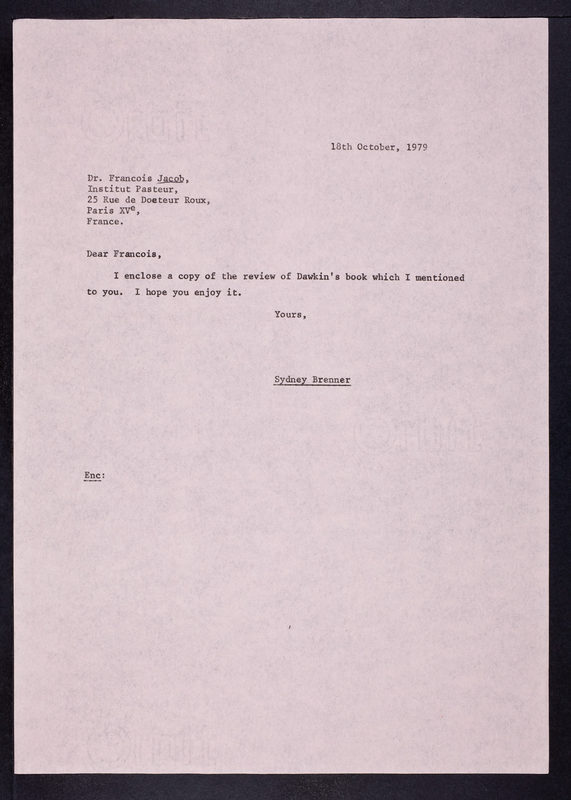 18th October, 1979
Dr. Francois Jacob,
Institut Pasteur,
25 Rue de Docteur Roux,
Paris XVe,
France.
Dear Francois,
I enclose a copy of the review of Dawkin's book which I mentioned
to you. I hope you enjoy it.
Yours,
Sydney Brenner
Enc: